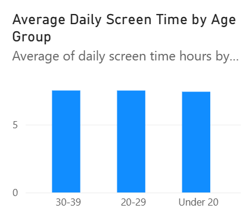 Average Daily Screen Time by Age
Group
Average of daily screen time hours by...
5
0
30-39 20-29 Under 20